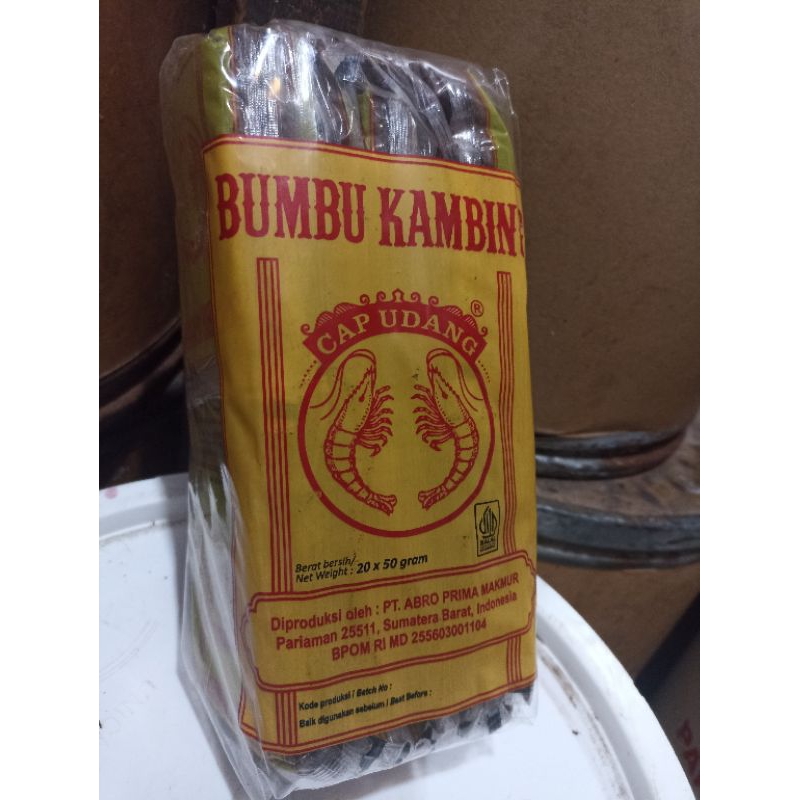 BUMBU KAMBING
CAP UDANG ®
HALAL
Berat bersih/
Net Weight : 20 x 50 gram
Diproduksi oleh : PT. ABRO PRIMA MAKMUR
Pariaman 25511, Sumatera Barat, Indonesia
BPOM RI MD 255603001104
Kode produksi / Batch No :
Baik digunakan sebelum / Best Before :